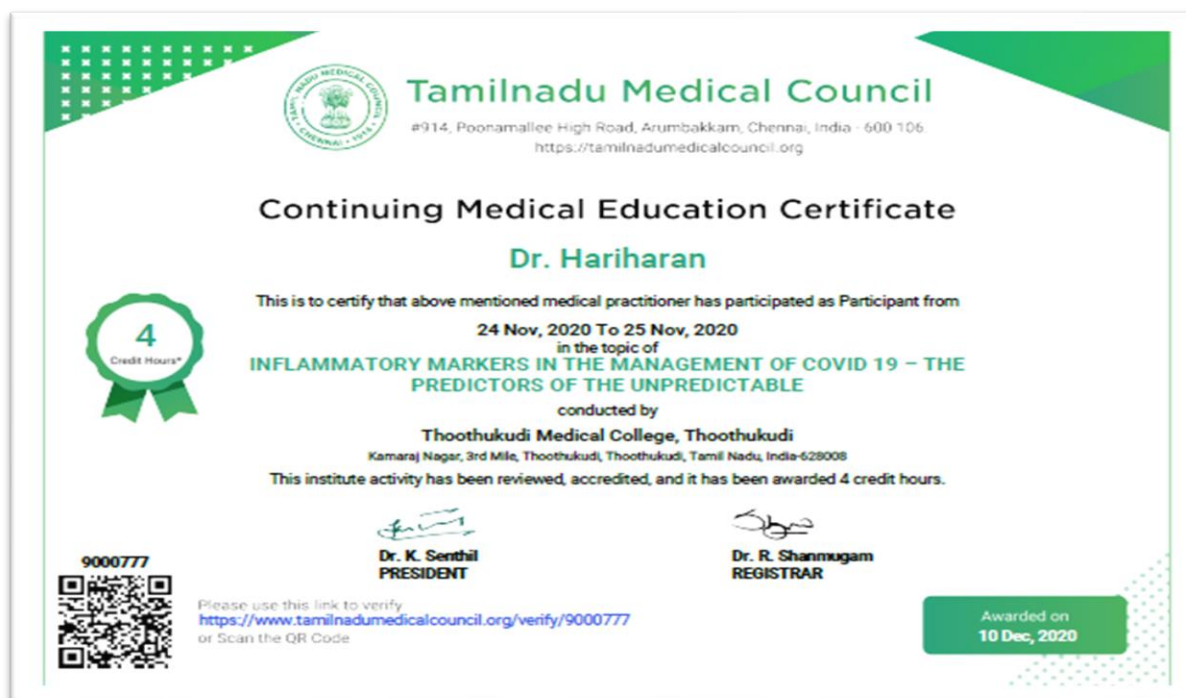 TAMIL NADU MEDICAL COUNCIL
• CHENNAI • 1914 •
Tamilnadu Medical Council
#914, Poonamallee High Road, Arumbakkam, Chennai, India - 600 106.
https://tamilnadumedicalcouncil.org
Continuing Medical Education Certificate
Dr. Hariharan
This is to certify that above mentioned medical practitioner has participated as Participant from
24 Nov, 2020 To 25 Nov, 2020
in the topic of
4
Credit Hours*
INFLAMMATORY MARKERS IN THE MANAGEMENT OF COVID 19 – THE
PREDICTORS OF THE UNPREDICTABLE
conducted by
Thoothukudi Medical College, Thoothukudi
Kamaraj Nagar, 3rd Mile, Thoothukudi, Thoothukudi, Tamil Nadu, India-628008
This institute activity has been reviewed, accredited, and it has been awarded 4 credit hours.
Dr. K. Senthil
PRESIDENT
Dr. R. Shanmugam
REGISTRAR
9000777
Please use this link to verify
https://www.tamilnadumedicalcouncil.org/verify/9000777
or Scan the QR Code
Awarded on
10 Dec, 2020